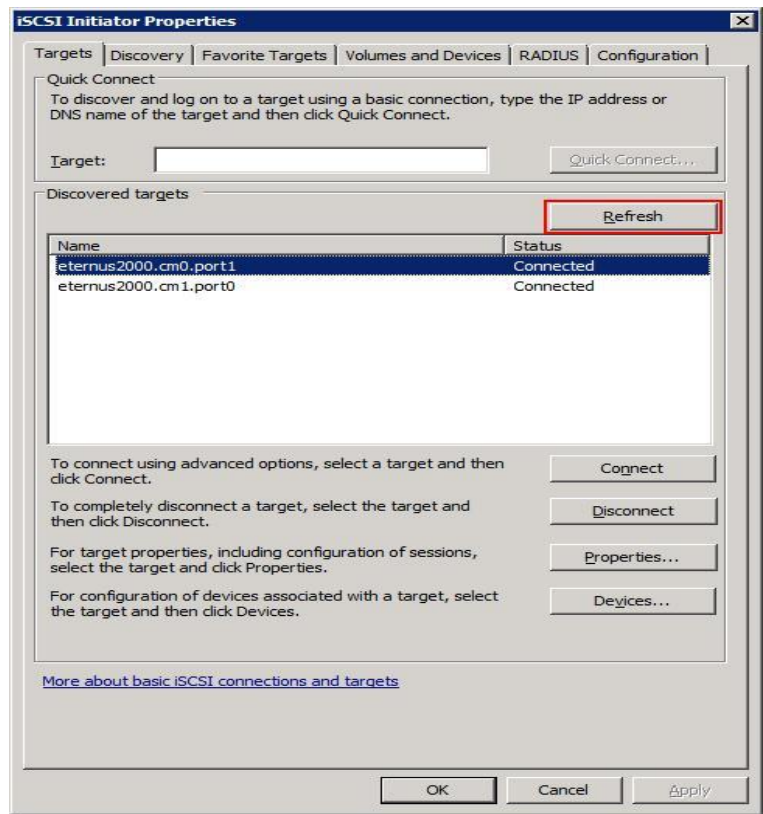 iSCSI Initiator Properties
Targets Discovery Favorite Targets Volumes and Devices RADIUS Configuration
Quick Connect
To discover and log on to a target using a basic connection, type the IP address or
DNS name of the target and then click Quick Connect.
Target:
Quick Connect...
Discovered targets
Refresh
Name Status
eternus2000.cm0.port1 Connected
eternus2000.cm1.port0 Connected
To connect using advanced options, select a target and then
click Connect.
Connect
To completely disconnect a target, select the target and
then click Disconnect.
Disconnect
For target properties, including configuration of sessions,
select the target and click Properties.
Properties...
For configuration of devices associated with a target, select
the target and then click Devices.
Devices...
More about basic iSCSI connections and targets
OK Cancel Apply